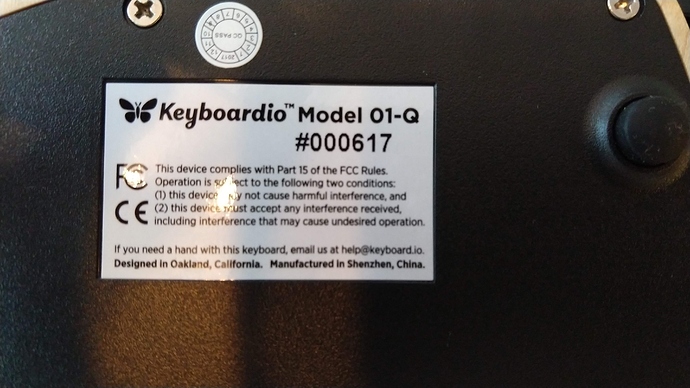 QC PASS
Keyboardio™ Model 01-Q
#000617
FC
This device complies with Part 15 of the FCC Rules.
Operation is subject to the following two conditions:
(1) this device may not cause harmful interference, and
CE
(2) this device must accept any interference received,
including interference that may cause undesired operation.
If you need a hand with this keyboard, email us at help@keyboard.io.
Designed in Oakland, California. Manufactured in Shenzhen, China.